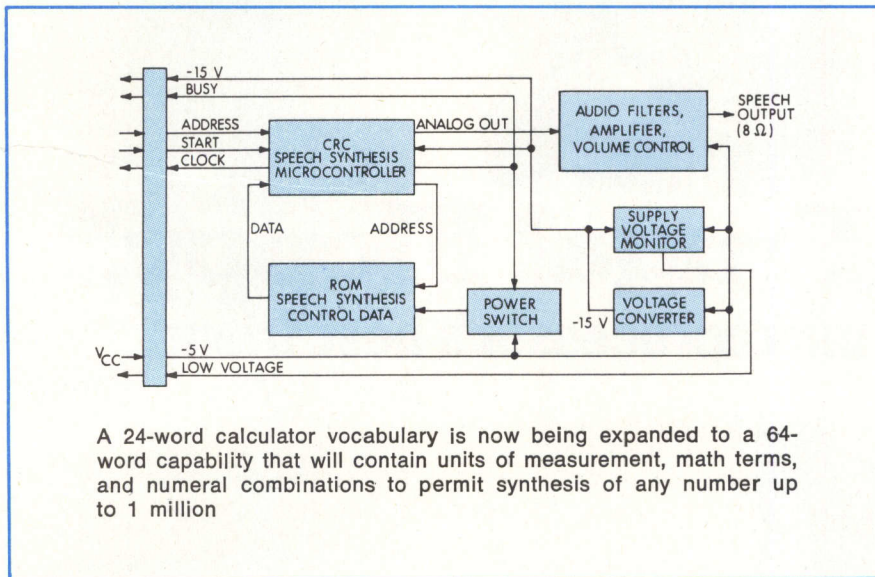 -15 V
BUSY
ADDRESS
START
CLOCK
CRC
SPEECH SYNTHESIS
MICROCONTROLLER
ANALOG OUT
AUDIO FILTERS,
AMPLIFIER,
VOLUME CONTROL
SPEECH
OUTPUT
(8 Ω)
DATA
ADDRESS
SUPPLY
VOLTAGE
MONITOR
ROM
SPEECH SYNTHESIS
CONTROL DATA
POWER
SWITCH
-15 V
VOLTAGE
CONVERTER
VCC
-5 V
LOW VOLTAGE
A 24-word calculator vocabulary is now being expanded to a 64-
word capability that will contain units of measurement, math terms,
and numeral combinations to permit synthesis of any number up
to 1 million